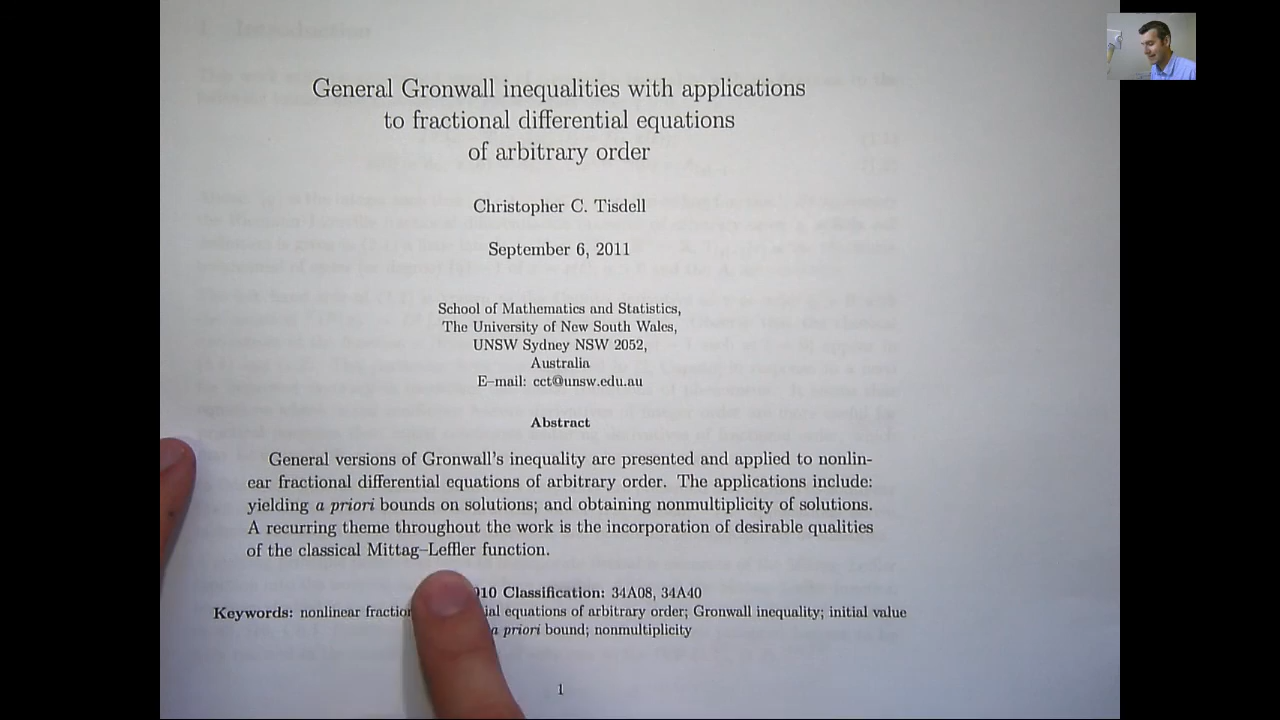 General Gronwall inequalities with applications
to fractional differential equations
of arbitrary order
Christopher C. Tisdell
September 6, 2011
School of Mathematics and Statistics,
The University of New South Wales,
UNSW Sydney NSW 2052,
Australia
E–mail: cct@unsw.edu.au
Abstract
General versions of Gronwall's inequality are presented and applied to nonlin-
ear fractional differential equations of arbitrary order. The applications include:
yielding a priori bounds on solutions; and obtaining nonmultiplicity of solutions.
A recurring theme throughout the work is the incorporation of desirable qualities
of the classical Mittag–Leffler function.
010 Classification: 34A08, 34A40
Keywords: nonlinear fraction ial equations of arbitrary order; Gronwall inequality; initial value
a priori bound; nonmultiplicity
1